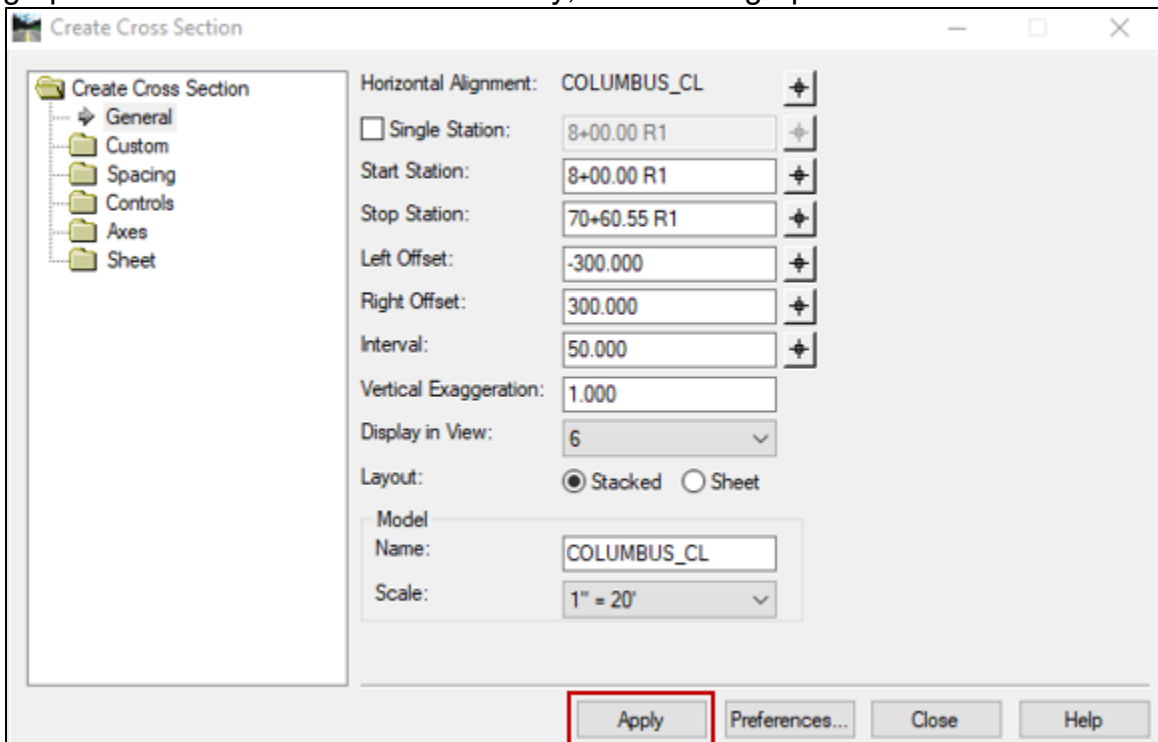 Create Cross Section
Create Cross Section
General
Custom
Spacing
Controls
Axes
Sheet
Horizontal Alignment: COLUMBUS_CL
Single Station: 8+00.00 R1
Start Station: 8+00.00 R1
Stop Station: 70+60.55 R1
Left Offset: -300.000
Right Offset: 300.000
Interval: 50.000
Vertical Exaggeration: 1.000
Display in View: 6
Layout: Stacked Sheet
Model
Name: COLUMBUS_CL
Scale: 1" = 20'
Apply Preferences... Close Help